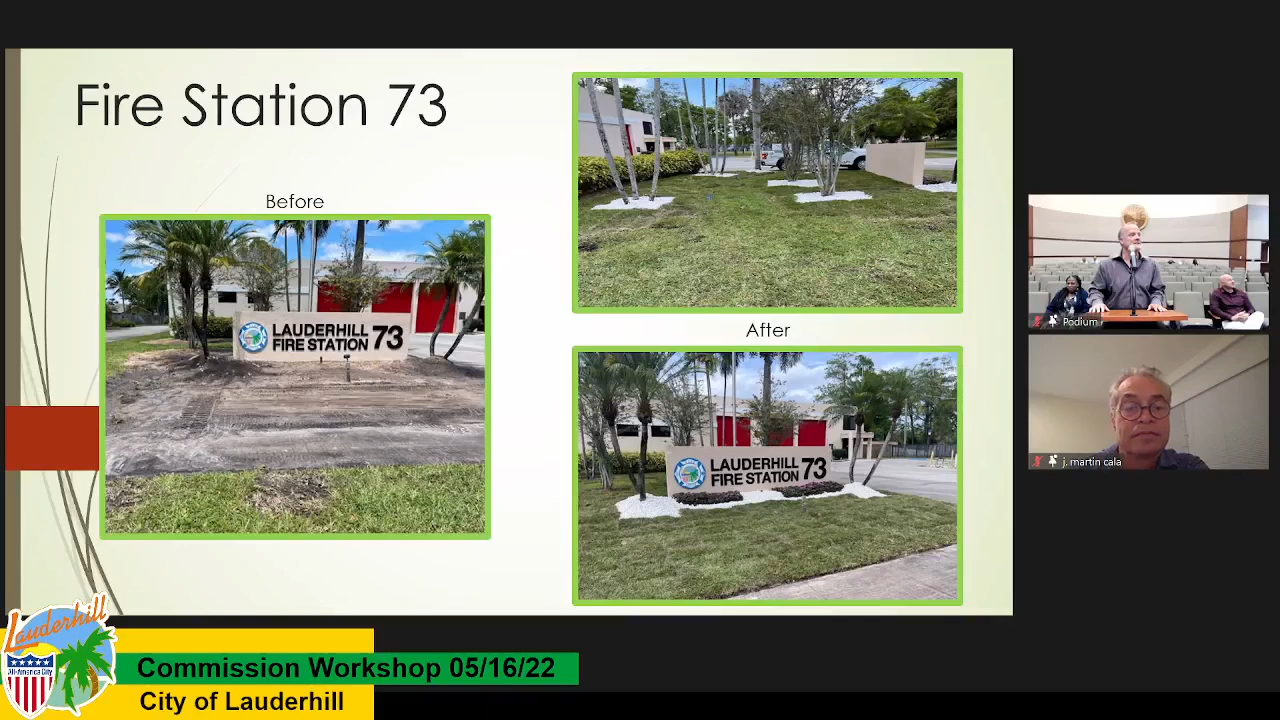 Fire Station 73
Before
LAUDERHILL
FIRE STATION 73
After
LAUDERHILL
FIRE STATION 73
Podium
j. martin cala
Lauderhill
All-America City
Commission Workshop 05/16/22
City of Lauderhill